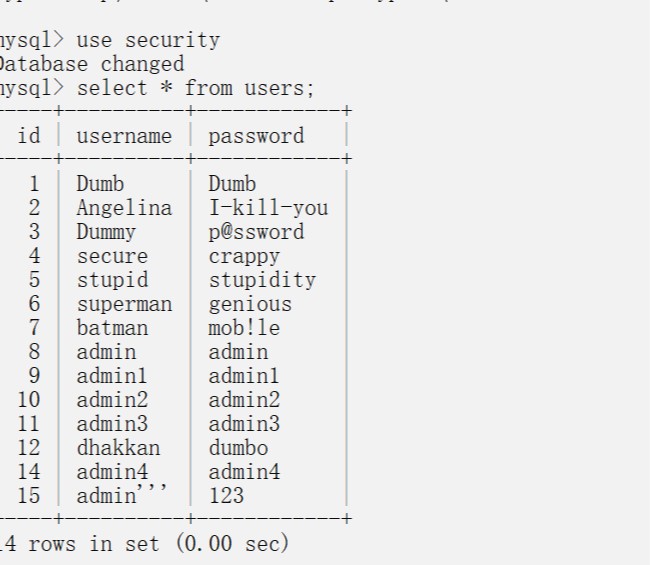 mysql> use security
Database changed
mysql> select * from users;
-----+----------+------------+
id | username | password |
-----+----------+------------+
1 | Dumb | Dumb |
2 | Angelina | I-kill-you |
3 | Dummy | p@ssword |
4 | secure | crappy |
5 | stupid | stupidity |
6 | superman | genious |
7 | batman | mob!le |
8 | admin | admin |
9 | admin1 | admin1 |
10 | admin2 | admin2 |
11 | admin3 | admin3 |
12 | dhakkan | dumbo |
14 | admin4 | admin4 |
15 | admin''' | 123 |
-----+----------+------------+
14 rows in set (0.00 sec)